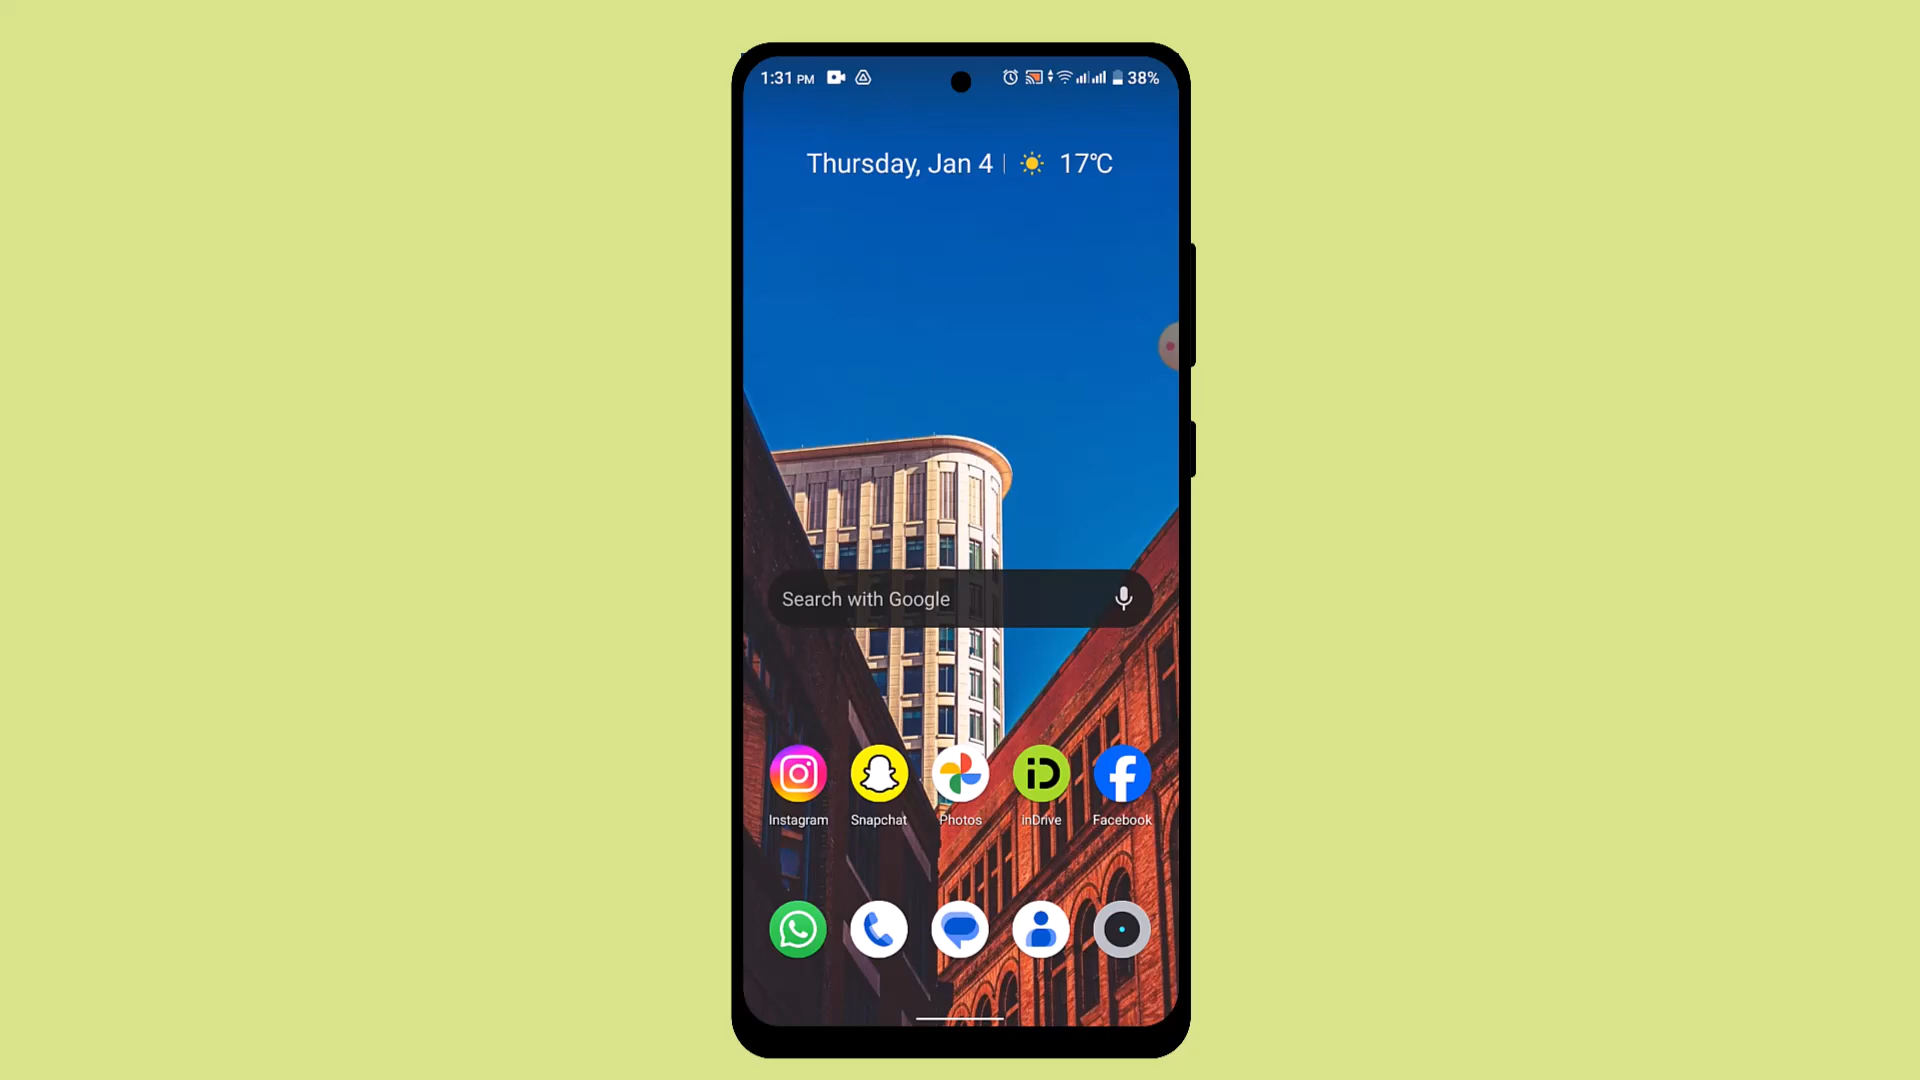 1:31 PM 38%
Thursday, Jan 4 | 17°C
Search with Google
Instagram Snapchat Photos inDrive Facebook